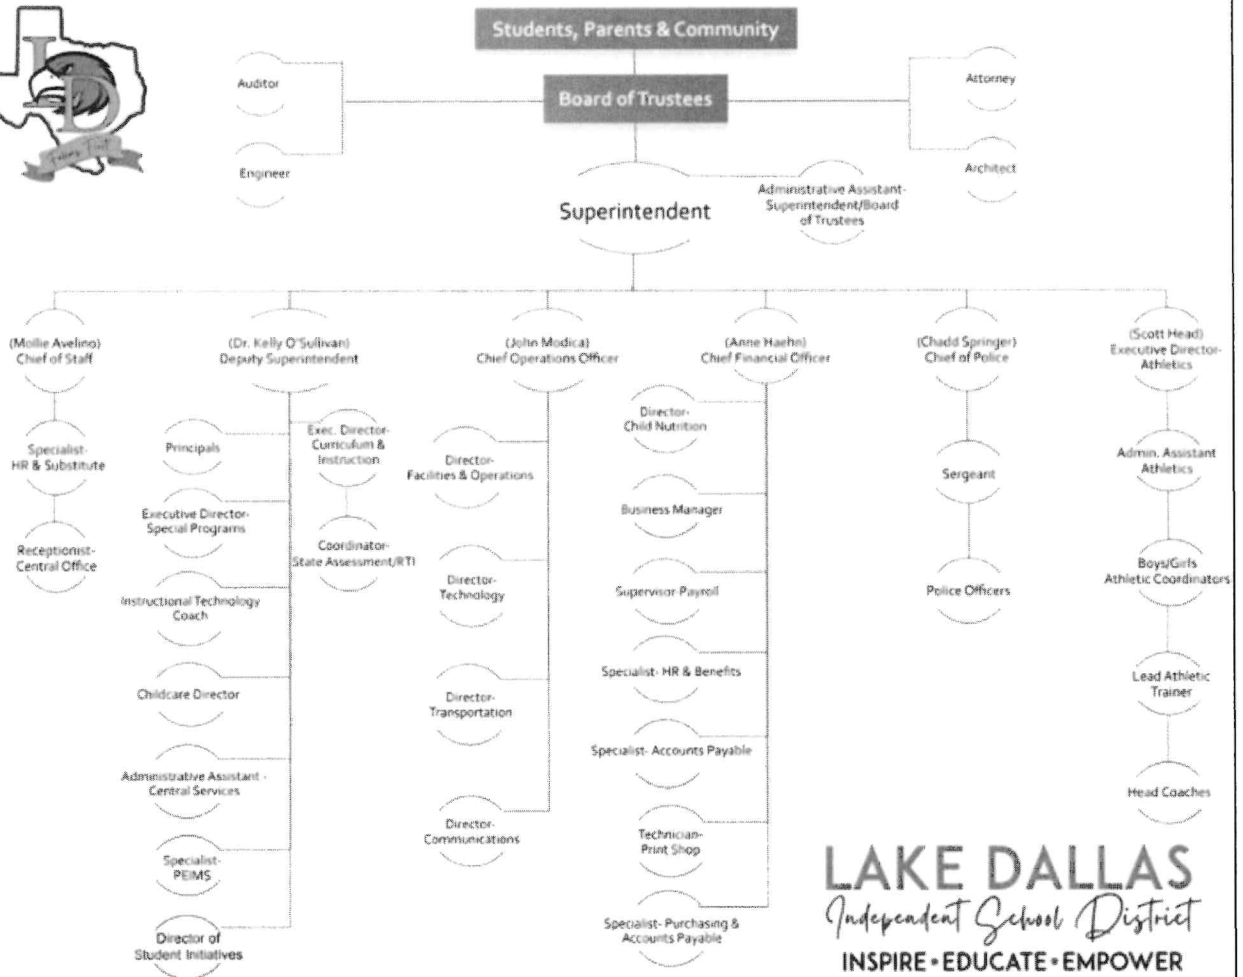 LD
Family First
Students, Parents & Community
Board of Trustees
Auditor
Engineer
Attorney
Architect
Superintendent
Administrative Assistant-
Superintendent/Board
of Trustees
(Mollie Avelino)
Chief of Staff
Specialist-
HR & Substitute
Receptionist-
Central Office
(Dr. Kelly O'Sullivan)
Deputy Superintendent
Principals
Executive Director-
Special Programs
Instructional Technology
Coach
Childcare Director
Administrative Assistant -
Central Services
Specialist-
PEIMS
Director of
Student Initiatives
Exec. Director-
Curriculum &
Instruction
Coordinator-
State Assessment/RTI
(John Modica)
Chief Operations Officer
Director-
Facilities & Operations
Director-
Technology
Director-
Transportation
Director-
Communications
(Anne Haehn)
Chief Financial Officer
Director-
Child Nutrition
Business Manager
Supervisor-Payroll
Specialist- HR & Benefits
Specialist- Accounts Payable
Technician-
Print Shop
Specialist- Purchasing &
Accounts Payable
(Chadd Springer)
Chief of Police
Sergeant
Police Officers
(Scott Head)
Executive Director-
Athletics
Admin. Assistant
Athletics
Boys/Girls
Athletic Coordinators
Lead Athletic
Trainer
Head Coaches
LAKE DALLAS
Independent School District
INSPIRE•EDUCATE•EMPOWER